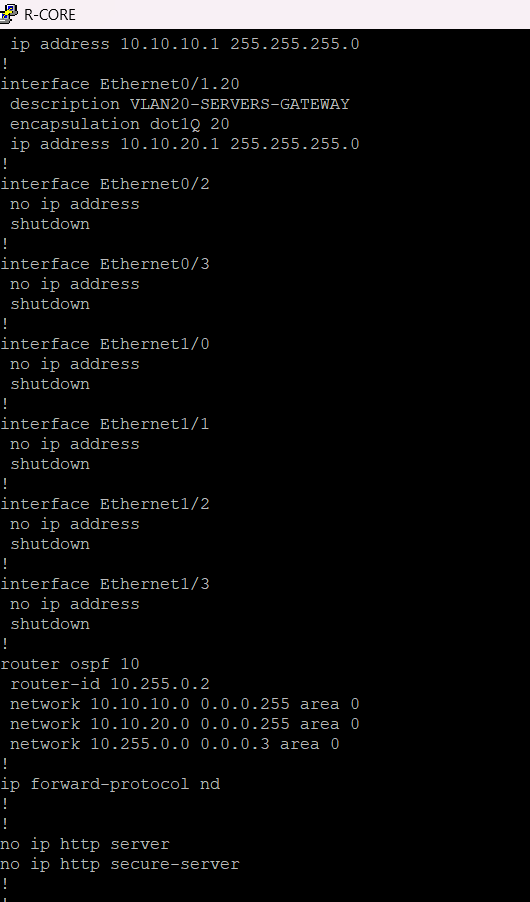 R-CORE
 ip address 10.10.10.1 255.255.255.0
!
interface Ethernet0/1.20
 description VLAN20-SERVERS-GATEWAY
 encapsulation dot1Q 20
 ip address 10.10.20.1 255.255.255.0
!
interface Ethernet0/2
 no ip address
 shutdown
!
interface Ethernet0/3
 no ip address
 shutdown
!
interface Ethernet1/0
 no ip address
 shutdown
!
interface Ethernet1/1
 no ip address
 shutdown
!
interface Ethernet1/2
 no ip address
 shutdown
!
interface Ethernet1/3
 no ip address
 shutdown
!
router ospf 10
 router-id 10.255.0.2
 network 10.10.10.0 0.0.0.255 area 0
 network 10.10.20.0 0.0.0.255 area 0
 network 10.255.0.0 0.0.0.3 area 0
!
ip forward-protocol nd
!
!
no ip http server
no ip http secure-server
!
!